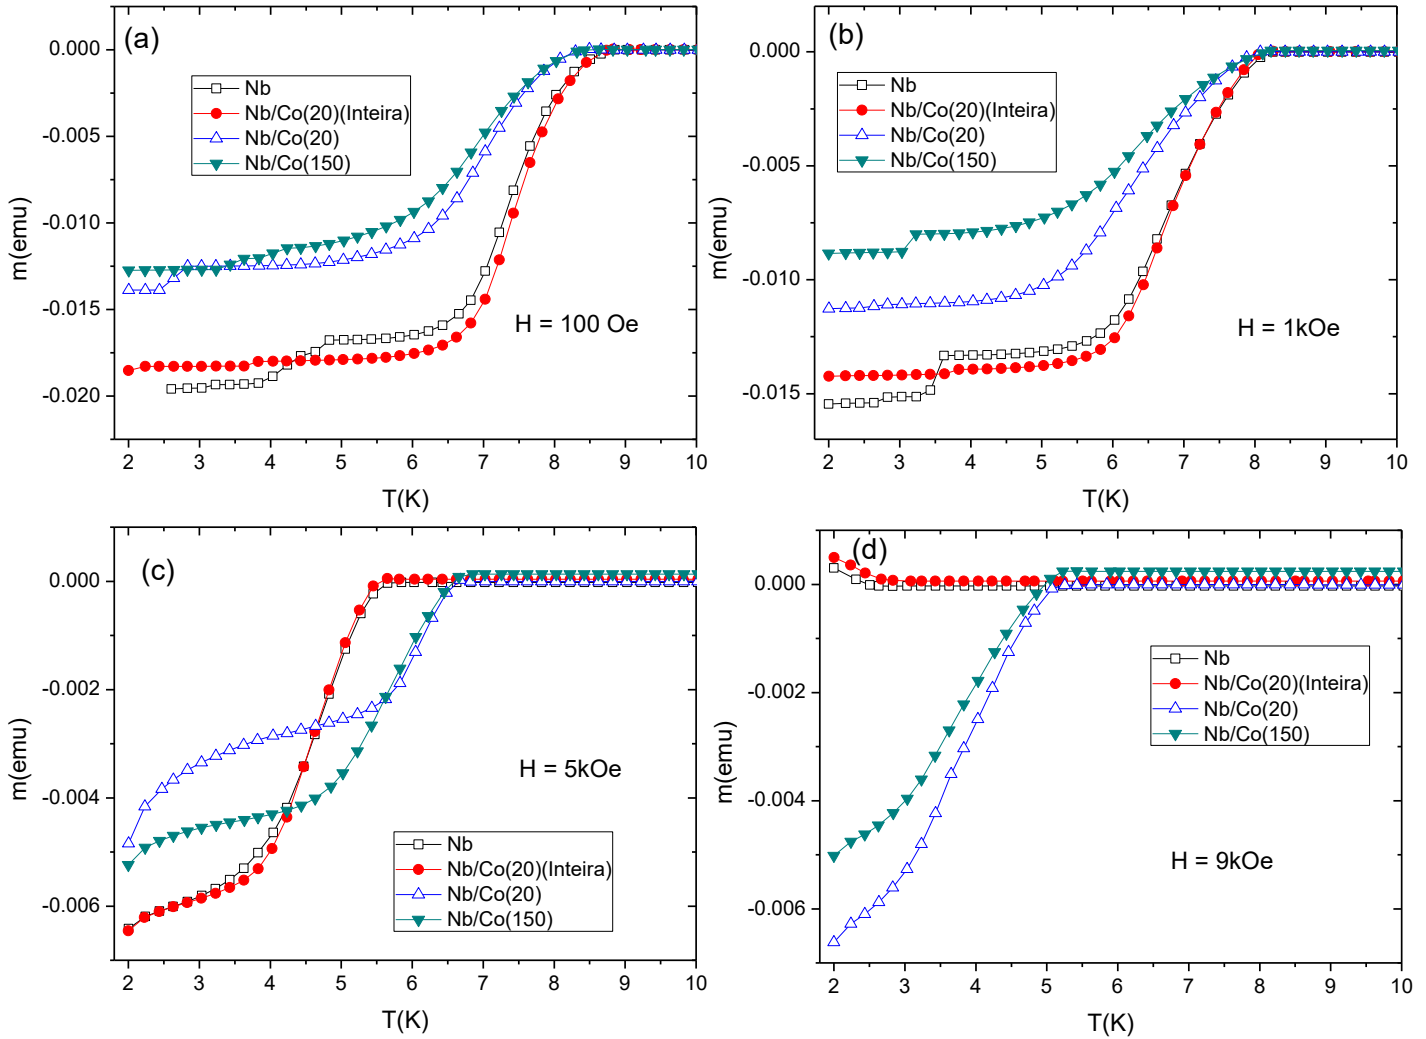 (a)
0.000
-0.005
-0.010
-0.015
-0.020
m(emu)
Nb
Nb/Co(20)(Inteira)
Nb/Co(20)
Nb/Co(150)
H = 100 Oe
2 3 4 5 6 7 8 9 10
T(K)
(b)
0.000
-0.005
-0.010
-0.015
m(emu)
Nb
Nb/Co(20)(Inteira)
Nb/Co(20)
Nb/Co(150)
H = 1kOe
2 3 4 5 6 7 8 9 10
T(K)
(c)
0.000
-0.002
-0.004
-0.006
m(emu)
H = 5kOe
Nb
Nb/Co(20)(Inteira)
Nb/Co(20)
Nb/Co(150)
2 3 4 5 6 7 8 9 10
T(K)
(d)
0.000
-0.002
-0.004
-0.006
m(emu)
Nb
Nb/Co(20)(Inteira)
Nb/Co(20)
Nb/Co(150)
H = 9kOe
2 3 4 5 6 7 8 9 10
T(K)